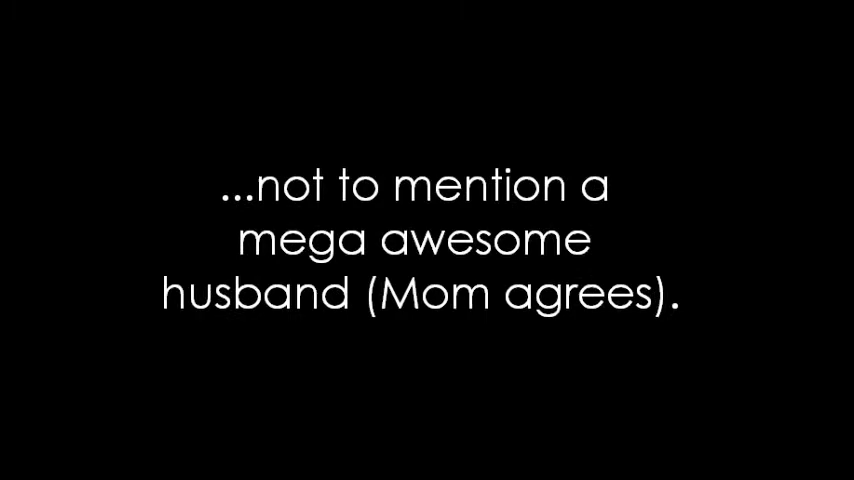 ...not to mention a
mega awesome
husband (Mom agrees).